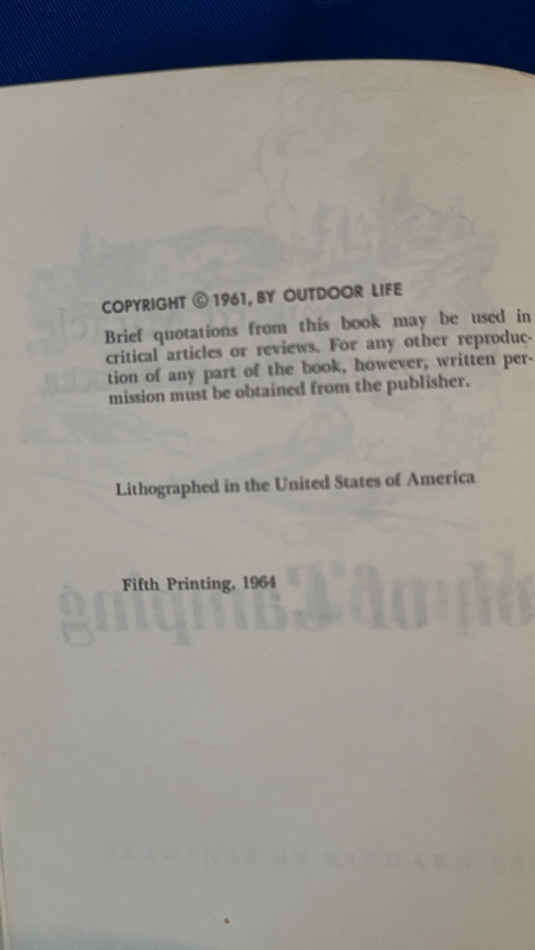 COPYRIGHT © 1961, BY OUTDOOR LIFE
Brief quotations from this book may be used in
critical articles or reviews. For any other reproduc-
tion of any part of the book, however, written per-
mission must be obtained from the publisher.
Lithographed in the United States of America
Fifth Printing, 1964
of Camping